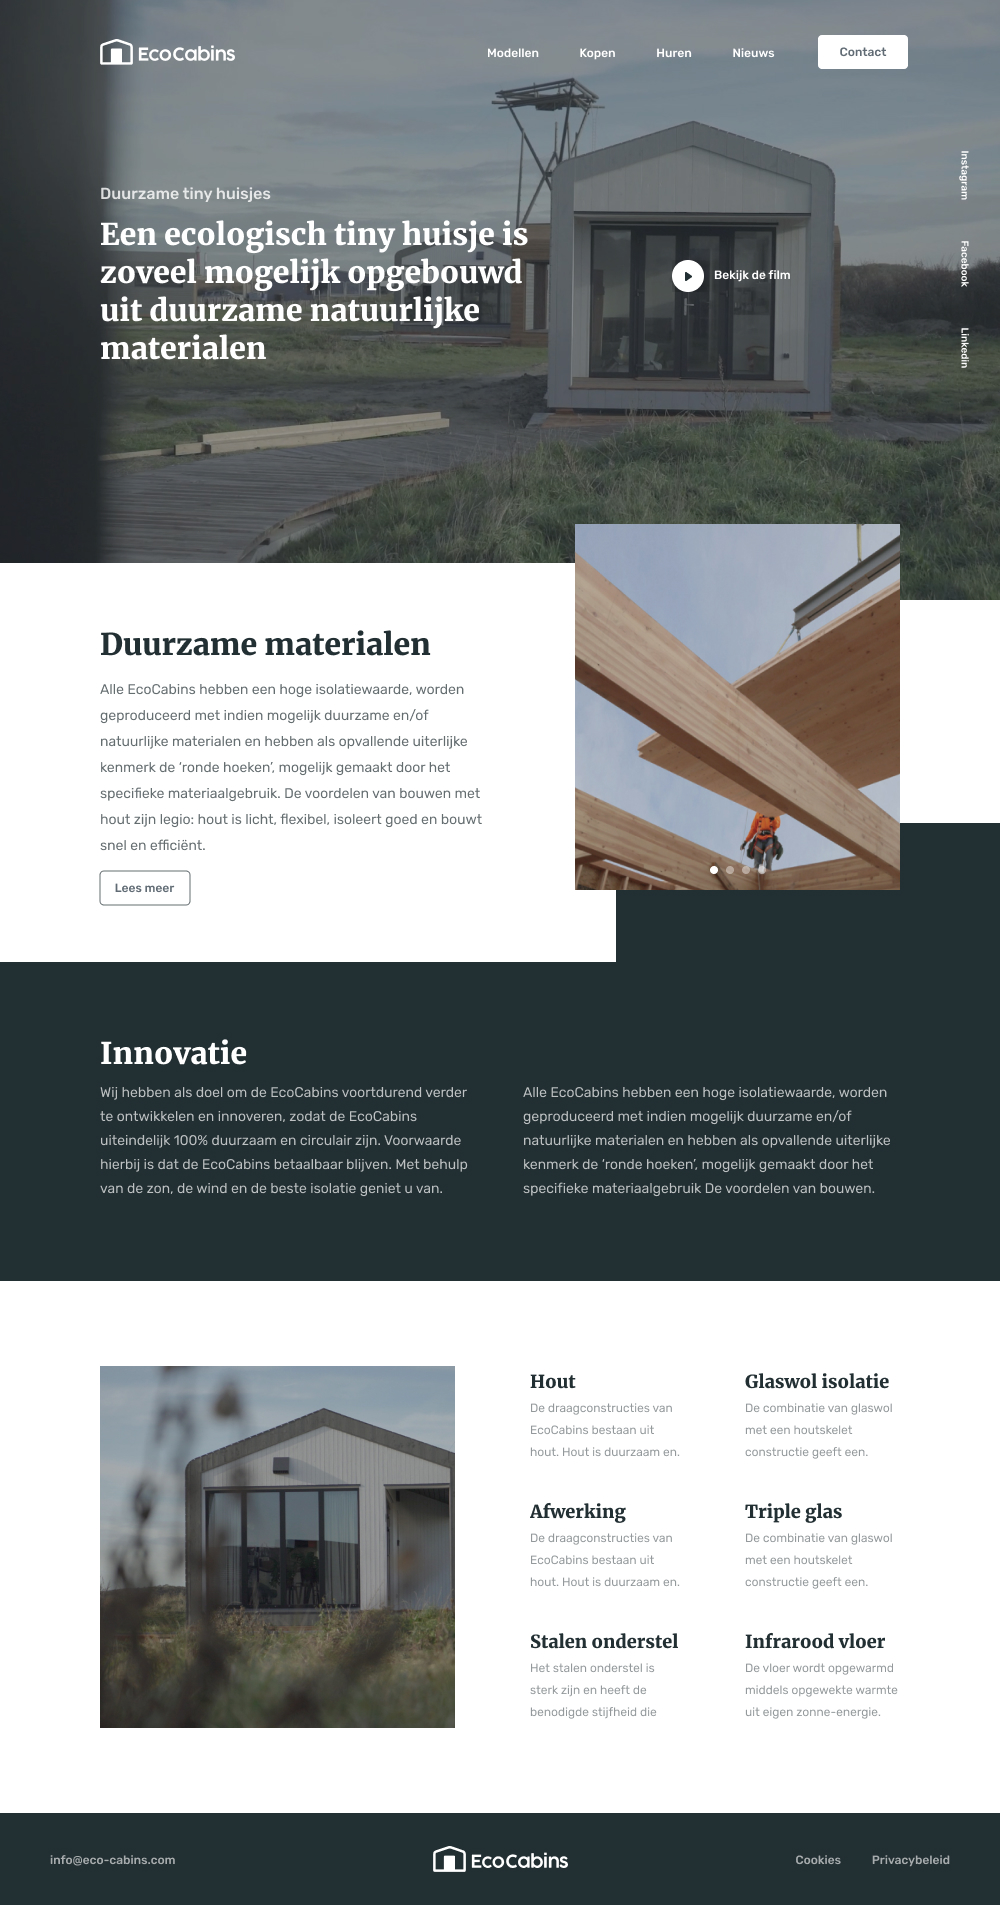 EcoCabins
Modellen
Kopen
Huren
Nieuws
Contact
Instagram
Facebook
Linkedin
Duurzame tiny huisjes
Een ecologisch tiny huisje is
zoveel mogelijk opgebouwd
uit duurzame natuurlijke
materialen
Bekijk de film
Duurzame materialen
Alle EcoCabins hebben een hoge isolatiewaarde, worden
geproduceerd met indien mogelijk duurzame en/of
natuurlijke materialen en hebben als opvallende uiterlijke
kenmerk de ‘ronde hoeken’, mogelijk gemaakt door het
specifieke materiaalgebruik. De voordelen van bouwen met
hout zijn legio: hout is licht, flexibel, isoleert goed en bouwt
snel en efficiënt.
Lees meer
Innovatie
Wij hebben als doel om de EcoCabins voortdurend verder
te ontwikkelen en innoveren, zodat de EcoCabins
uiteindelijk 100% duurzaam en circulair zijn. Voorwaarde
hierbij is dat de EcoCabins betaalbaar blijven. Met behulp
van de zon, de wind en de beste isolatie geniet u van.
Alle EcoCabins hebben een hoge isolatiewaarde, worden
geproduceerd met indien mogelijk duurzame en/of
natuurlijke materialen en hebben als opvallende uiterlijke
kenmerk de ‘ronde hoeken’, mogelijk gemaakt door het
specifieke materiaalgebruik De voordelen van bouwen.
Hout
De draagconstructies van
EcoCabins bestaan uit
hout. Hout is duurzaam en.
Glaswol isolatie
De combinatie van glaswol
met een houtskelet
constructie geeft een.
Afwerking
De draagconstructies van
EcoCabins bestaan uit
hout. Hout is duurzaam en.
Triple glas
De combinatie van glaswol
met een houtskelet
constructie geeft een.
Stalen onderstel
Het stalen onderstel is
sterk zijn en heeft de
benodigde stijfheid die
Infrarood vloer
De vloer wordt opgewarmd
middels opgewekte warmte
uit eigen zonne-energie.
info@eco-cabins.com
EcoCabins
Cookies
Privacybeleid